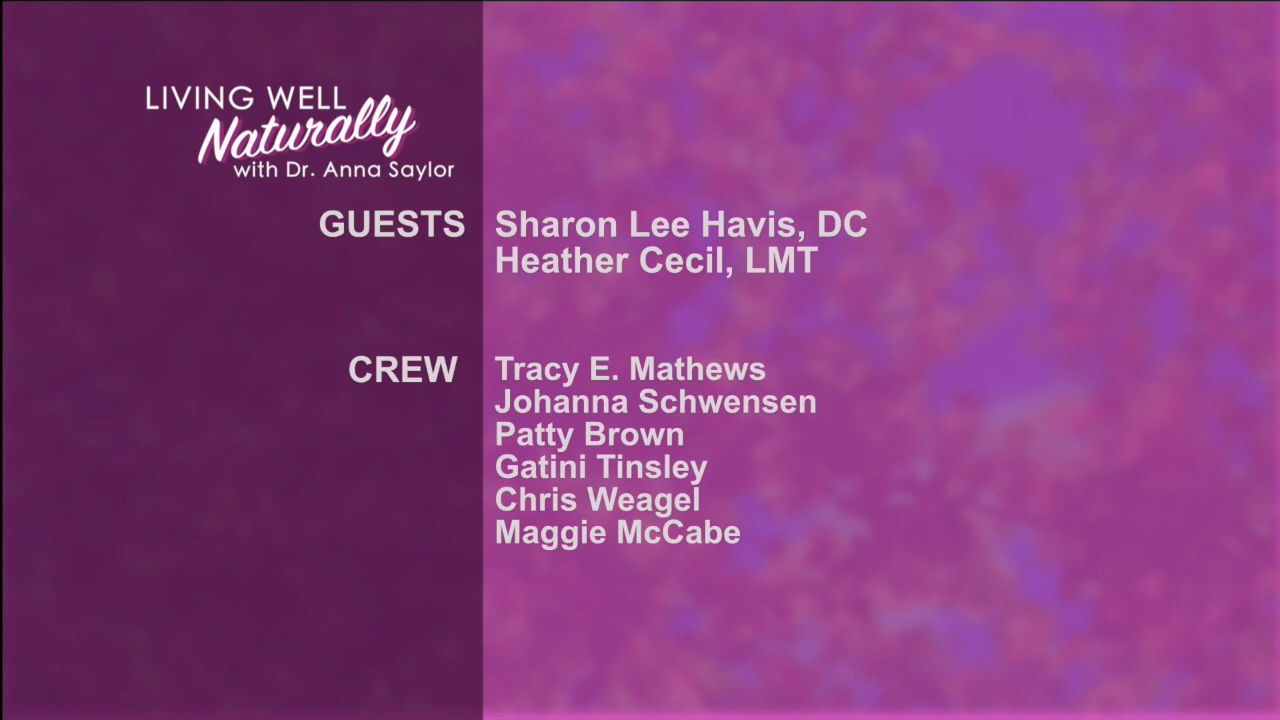 LIVING WELL
Naturally
with Dr. Anna Saylor
GUESTS Sharon Lee Havis, DC
Heather Cecil, LMT
CREW Tracy E. Mathews
Johanna Schwensen
Patty Brown
Gatini Tinsley
Chris Weagel
Maggie McCabe